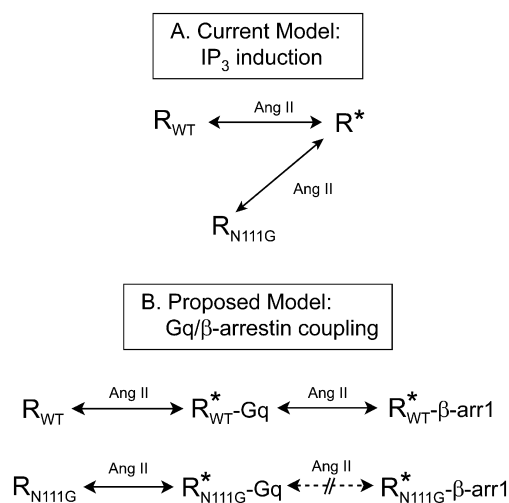 A. Current Model:
IP3 induction
Ang II
RWT R*
Ang II
RN111G
B. Proposed Model:
Gq/β-arrestin coupling
Ang II Ang II
RWT R*WT-Gq R*WT-β-arr1
Ang II Ang II
RN111G R*N111G-Gq // R*N111G-β-arr1